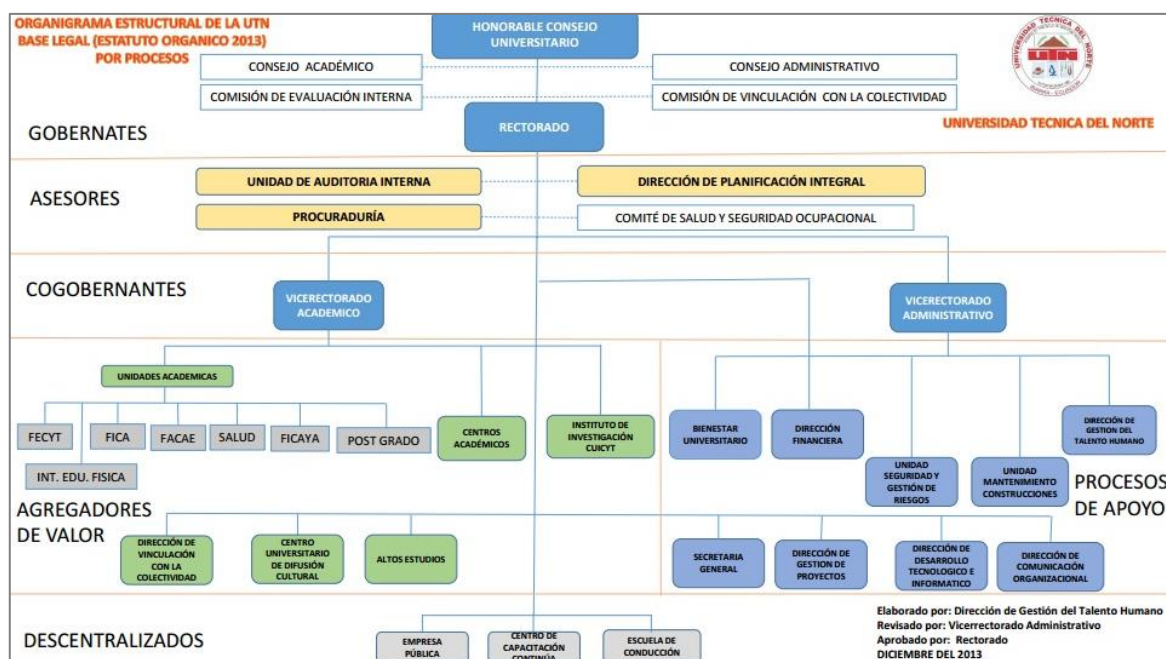 ORGANIGRAMA ESTRUCTURAL DE LA UTN
BASE LEGAL (ESTATUTO ORGANICO 2013)
POR PROCESOS
HONORABLE CONSEJO
UNIVERSITARIO
UNIVERSIDAD TECNICA DEL NORTE
UTN
IBARRA - ECUADOR
CONSEJO ACADÉMICO
CONSEJO ADMINISTRATIVO
COMISIÓN DE EVALUACIÓN INTERNA
COMISIÓN DE VINCULACIÓN CON LA COLECTIVIDAD
RECTORADO
UNIVERSIDAD TECNICA DEL NORTE
GOBERNATES
UNIDAD DE AUDITORIA INTERNA
DIRECCIÓN DE PLANIFICACIÓN INTEGRAL
ASESORES
PROCURADURÍA
COMITÉ DE SALUD Y SEGURIDAD OCUPACIONAL
COGOBERNANTES
VICERECTORADO
ACADEMICO
VICERECTORADO
ADMINISTRATIVO
UNIDADES ACADEMICAS
FECYT
FICA
FACAE
SALUD
FICAYA
POST GRADO
INT. EDU. FISICA
CENTROS
ACADÉMICOS
INSTITUTO DE
INVESTIGACIÓN
CUICYT
BIENESTAR
UNIVERSITARIO
DIRECCIÓN
FINANCIERA
DIRECCIÓN DE
GESTION DEL
TALENTO HUMANO
UNIDAD
SEGURIDAD Y
GESTIÓN DE
RIESGOS
UNIDAD
MANTENIMIENTO
CONSTRUCCIONES
PROCESOS
DE APOYO
AGREGADORES
DE VALOR
DIRECCIÓN DE
VINCULACIÓN
CON LA
COLECTIVIDAD
CENTRO
UNIVERSITARIO
DE DIFUSIÓN
CULTURAL
ALTOS ESTUDIOS
SECRETARIA
GENERAL
DIRECCIÓN DE
GESTION DE
PROYECTOS
DIRECCIÓN DE
DESARROLLO
TECNOLOGICO E
INFORMATICO
DIRECCIÓN DE
COMUNICACIÓN
ORGANIZACIONAL
DESCENTRALIZADOS
EMPRESA
PÚBLICA
CENTRO DE
CAPACITACIÓN
CONTINÚA
ESCUELA DE
CONDUCCIÓN
Elaborado por: Dirección de Gestión del Talento Humano
Revisado por: Vicerrectorado Administrativo
Aprobado por: Rectorado
DICIEMBRE DEL 2013